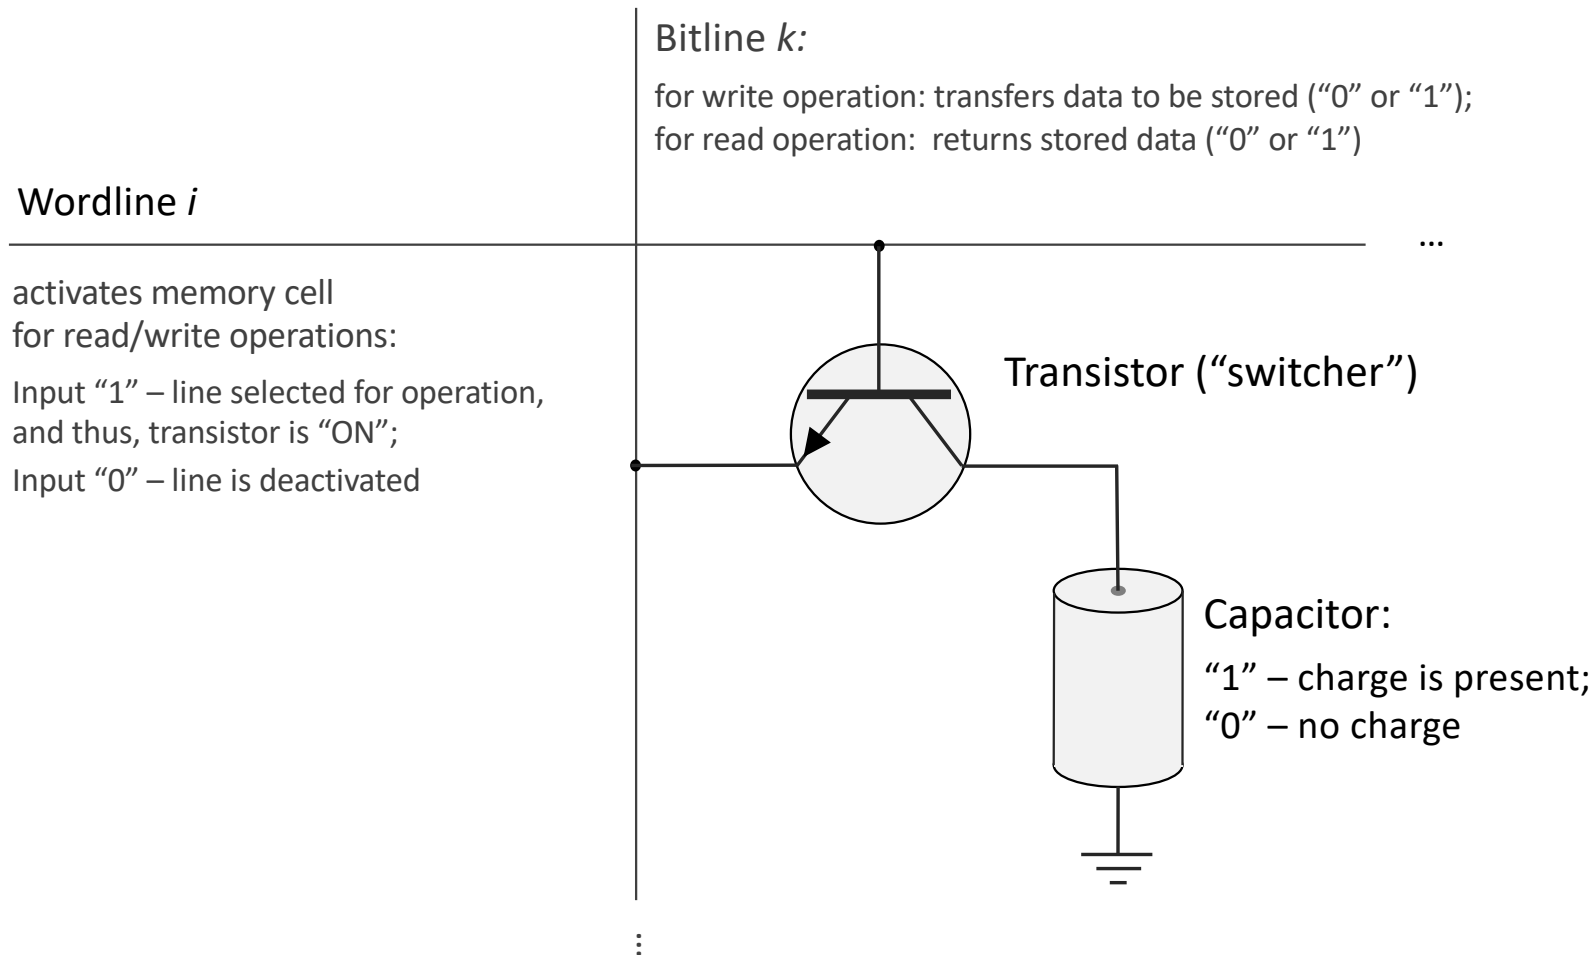 Bitline k:
for write operation: transfers data to be stored (“0” or “1”);
for read operation:  returns stored data (“0” or “1”)
Wordline i
...
activates memory cell
for read/write operations:
Input “1” – line selected for operation,
and thus, transistor is “ON”;
Input “0” – line is deactivated
Transistor (“switcher”)
Capacitor:
“1” – charge is present;
“0” – no charge
...